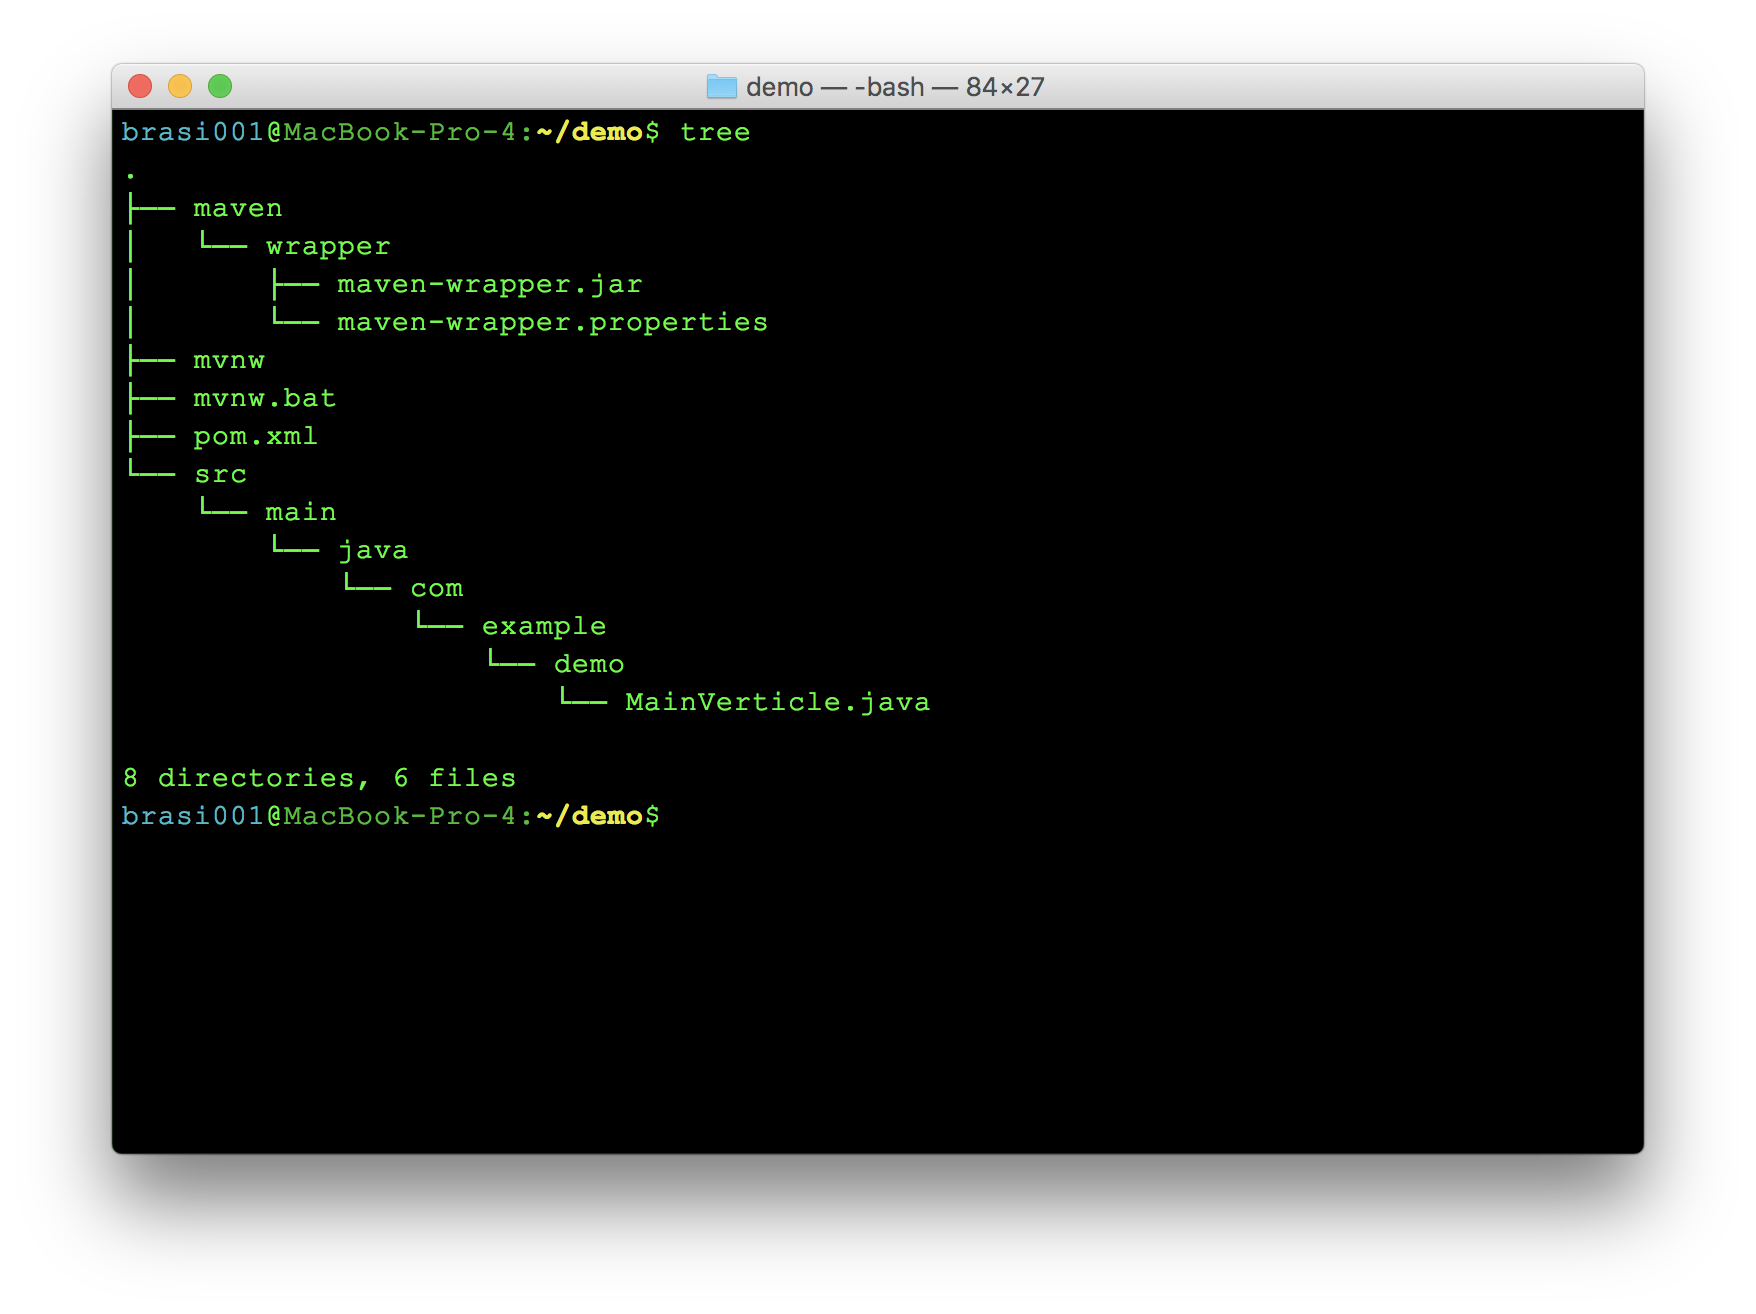 demo — -bash — 84×27
brasi001@MacBook-Pro-4:~/demo$ tree
.
├── maven
│   └── wrapper
│       ├── maven-wrapper.jar
│       └── maven-wrapper.properties
├── mvnw
├── mvnw.bat
├── pom.xml
└── src
    └── main
        └── java
            └── com
                └── example
                    └── demo
                        └── MainVerticle.java
8 directories, 6 files
brasi001@MacBook-Pro-4:~/demo$